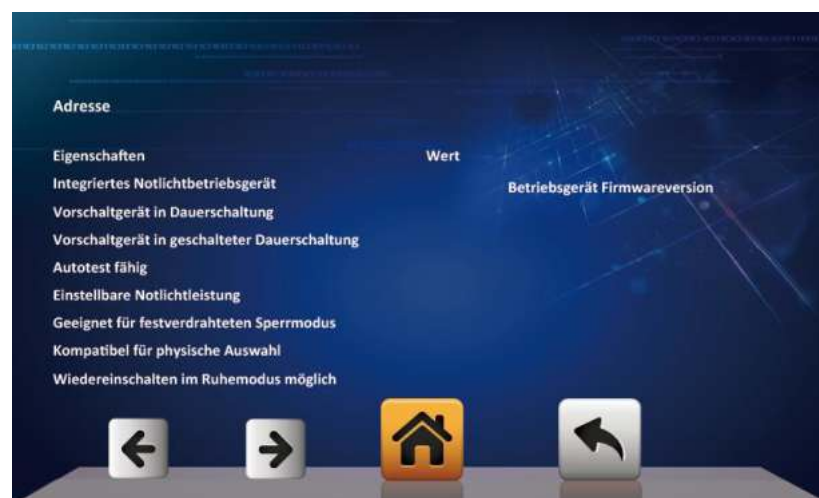 Adresse
Eigenschaften Wert
Integriertes Notlichtbetriebsgerät
Betriebsgerät Firmwareversion
Vorschaltgerät in Dauerschaltung
Vorschaltgerät in geschalteter Dauerschaltung
Autotest fähig
Einstellbare Notlichtleistung
Geeignet für festverdrahteten Sperrmodus
Kompatibel für physische Auswahl
Wiedereinschalten im Ruhemodus möglich